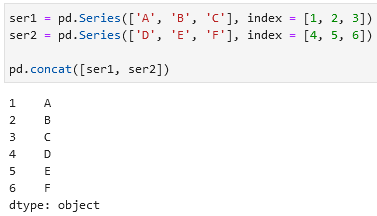 ser1 = pd.Series(['A', 'B', 'C'], index = [1, 2, 3])
ser2 = pd.Series(['D', 'E', 'F'], index = [4, 5, 6])
pd.concat([ser1, ser2])
1    A
2    B
3    C
4    D
5    E
6    F
dtype: object